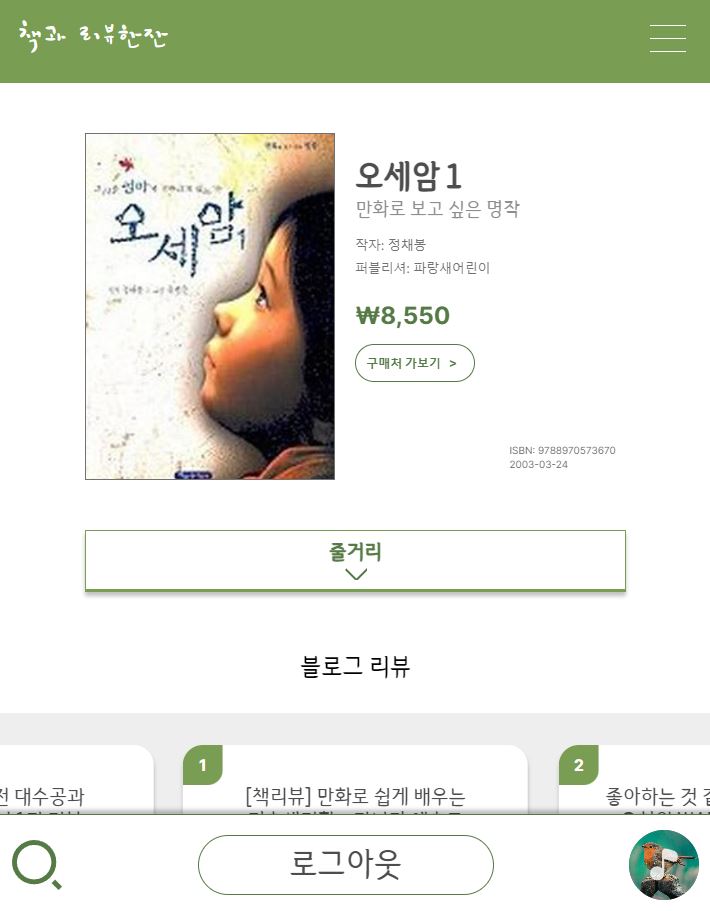 책과 리뷰한잔
오세암 1
만화로 보고 싶은 명작
작자: 정채봉
퍼블리셔: 파랑새어린이
₩8,550
구매처 가보기 >
ISBN: 9788970573670
2003-03-24
오세암 1
줄거리
블로그 리뷰
전 대수공과
1
[책리뷰] 만화로 쉽게 배우는
2
좋아하는 것
로그아웃